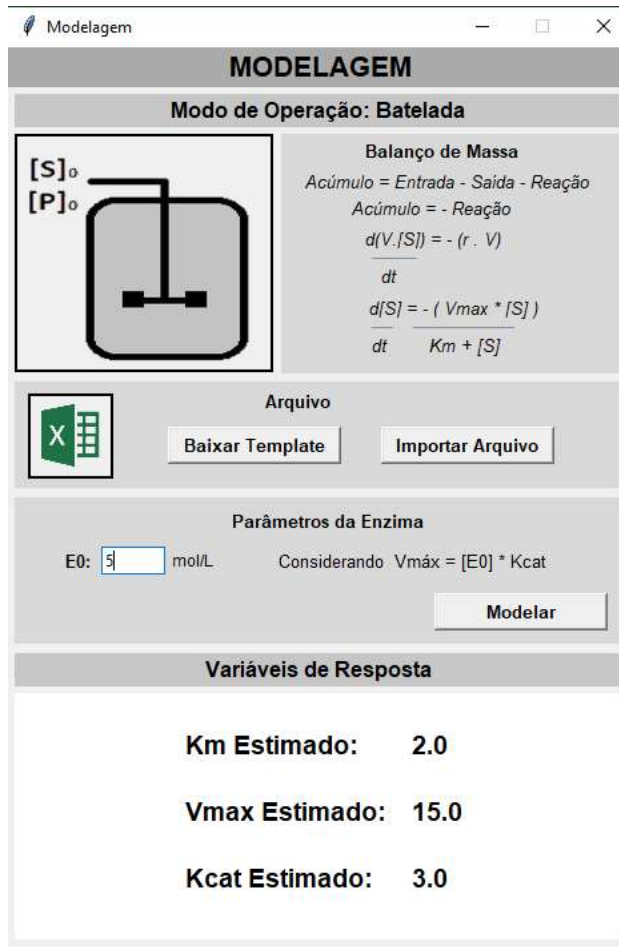 Modelagem
MODELAGEM
Modo de Operação: Batelada
[S]₀
[P]₀
Balanço de Massa
Acúmulo = Entrada - Saida - Reação
Acúmulo = - Reação
d(V.[S]) = - (r . V)
dt
d[S] = - ( Vmax * [S] )
dt Km + [S]
Arquivo
X
Baixar Template Importar Arquivo
Parâmetros da Enzima
E0: 5 mol/L Considerando Vmáx = [E0] * Kcat
Modelar
Variáveis de Resposta
Km Estimado: 2.0
Vmax Estimado: 15.0
Kcat Estimado: 3.0